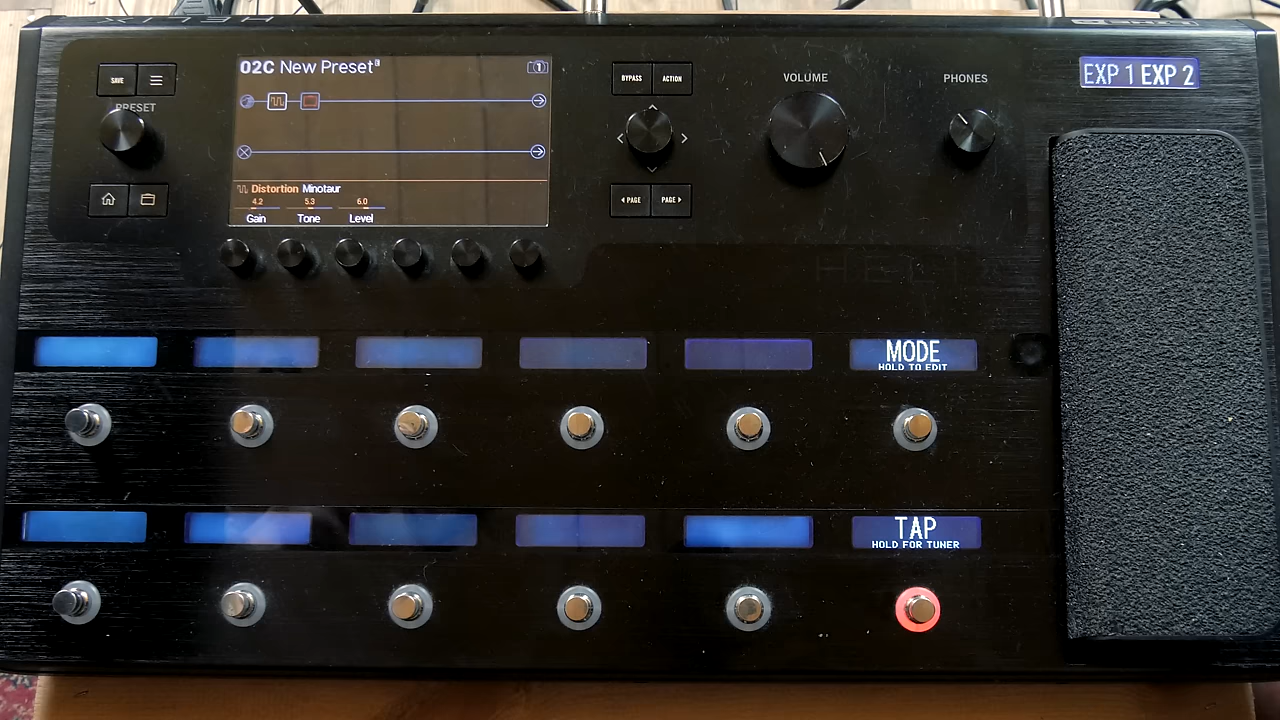 HELIX
SAVE
PRESET
02C New Preset
1
Distortion Minotaur
4.2 5.3 6.0
Gain Tone Level
BYPASS ACTION
PAGE PAGE
VOLUME
PHONES
EXP 1 EXP 2
HELIX
MODE
HOLD TO EDIT
TAP
HOLD FOR TUNER